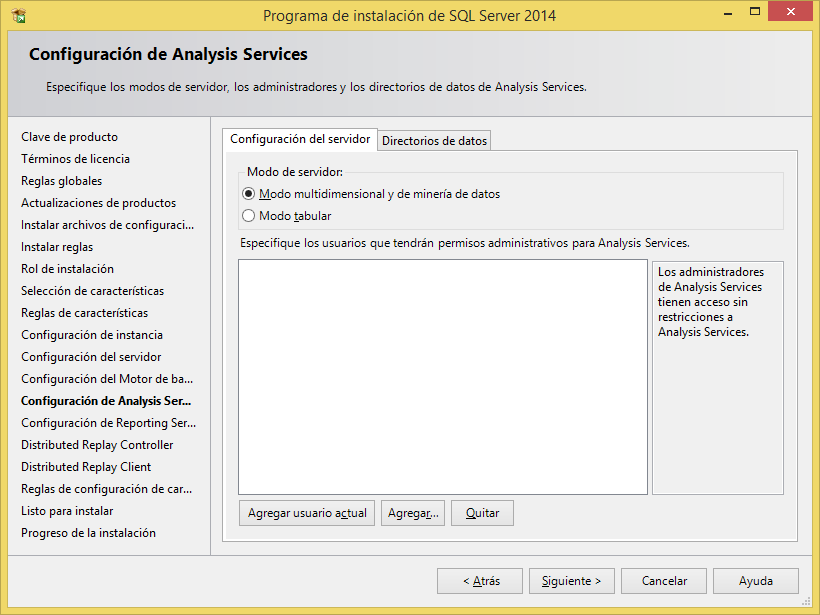 Programa de instalación de SQL Server 2014
Configuración de Analysis Services
Especifique los modos de servidor, los administradores y los directorios de datos de Analysis Services.
Clave de producto
Términos de licencia
Reglas globales
Actualizaciones de productos
Instalar archivos de configuraci...
Instalar reglas
Rol de instalación
Selección de características
Reglas de características
Configuración de instancia
Configuración del servidor
Configuración del Motor de ba...
Configuración de Analysis Ser...
Configuración de Reporting Ser...
Distributed Replay Controller
Distributed Replay Client
Reglas de configuración de car...
Listo para instalar
Progreso de la instalación
Configuración del servidor
Directorios de datos
Modo de servidor:
Modo multidimensional y de minería de datos
Modo tabular
Especifique los usuarios que tendrán permisos administrativos para Analysis Services.
Los administradores
de Analysis Services
tienen acceso sin
restricciones a
Analysis Services.
Agregar usuario actual
Agregar...
Quitar
< Atrás
Siguiente >
Cancelar
Ayuda